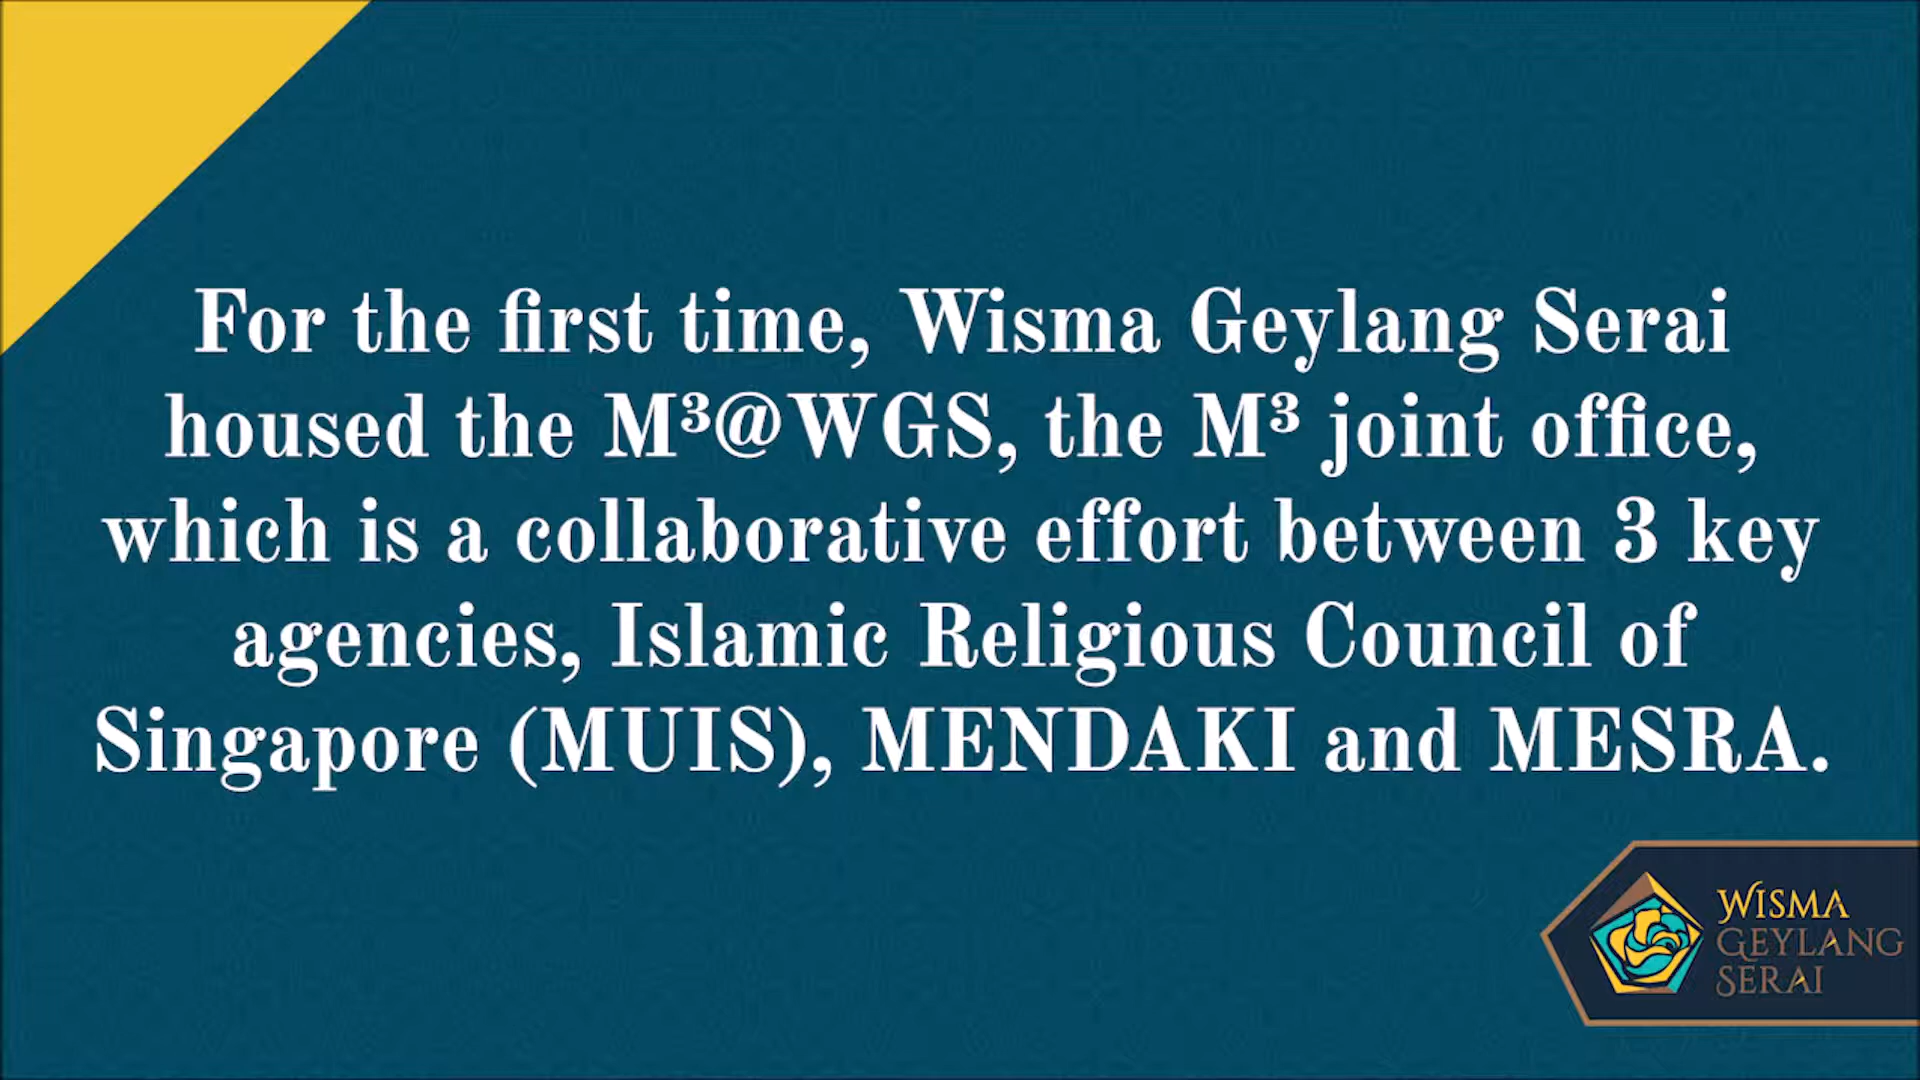 For the first time, Wisma Geylang Serai
housed the M³@WGS, the M³ joint office,
which is a collaborative effort between 3 key
agencies, Islamic Religious Council of
Singapore (MUIS), MENDAKI and MESRA.
WISMA
GEYLANG
SERAI